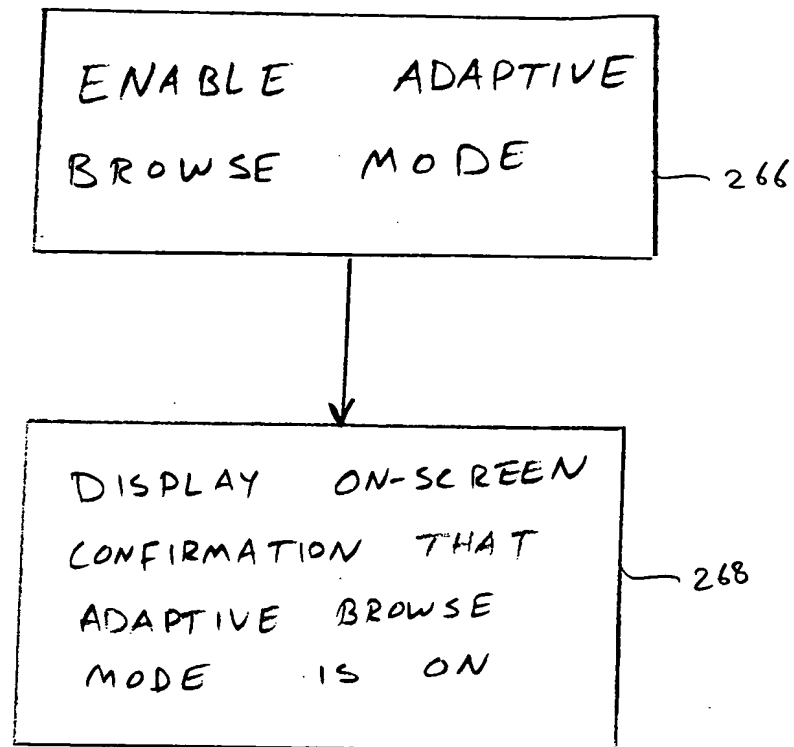 ENABLE ADAPTIVE
BROWSE MODE
266
DISPLAY ON-SCREEN
CONFIRMATION THAT
ADAPTIVE BROWSE
MODE IS ON
268